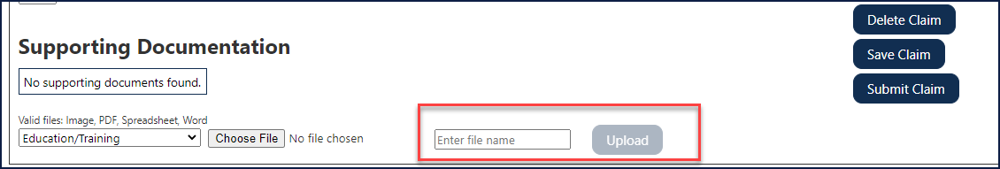 Delete Claim
Supporting Documentation
Save Claim
No supporting documents found.
Submit Claim
Valid files: Image, PDF, Spreadsheet, Word
Education/Training Choose File No file chosen Enter file name Upload